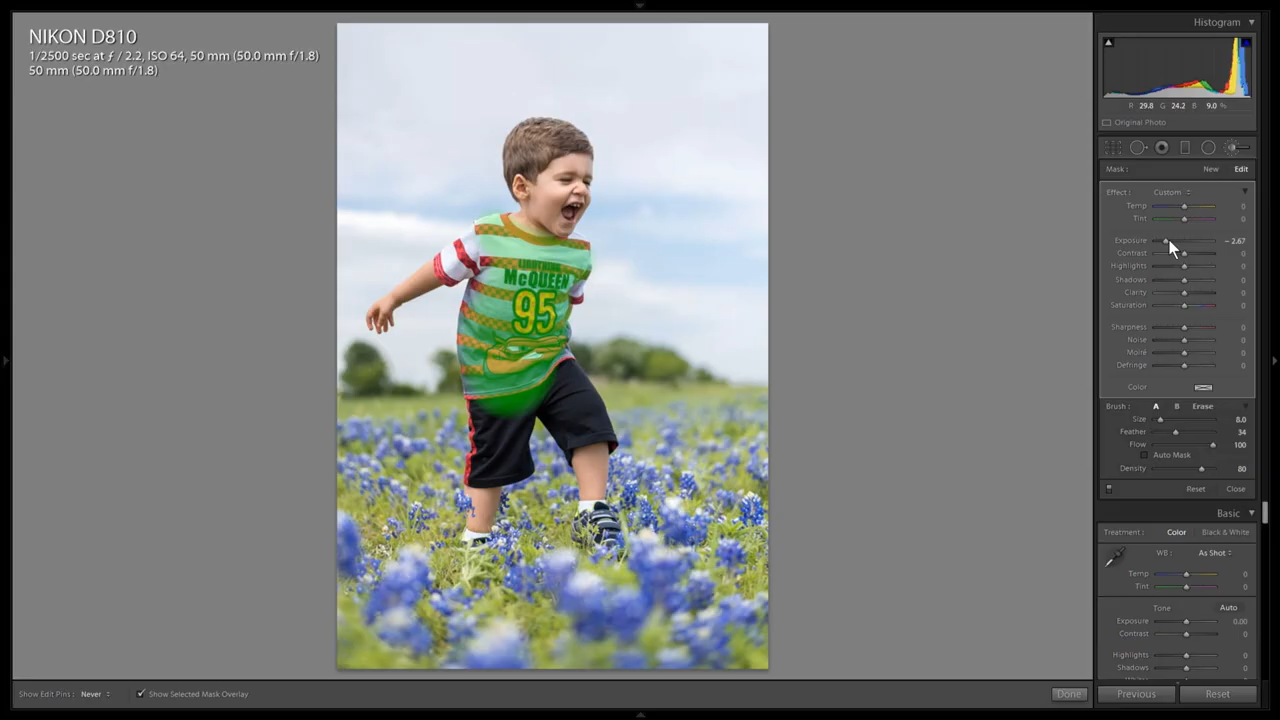 NIKON D810
1/2500 sec at ƒ / 2.2, ISO 64, 50 mm (50.0 mm f/1.8)
50 mm (50.0 mm f/1.8)
LIGHTNING
McQUEEN
95
Histogram
R 29.8 G 24.2 B 9.0 %
Original Photo
Mask : New Edit
Effect : Custom
Temp 0
Tint 0
Exposure – 2.67
Contrast 0
Highlights 0
Shadows 0
Clarity 0
Saturation 0
Sharpness 0
Noise 0
Moiré 0
Defringe 0
Color
Brush : A B Erase
Size 8.0
Feather 34
Flow 100
Auto Mask
Density 80
Reset Close
Basic
Treatment : Color Black & White
WB : As Shot
Temp 0
Tint 0
Tone Auto
Exposure 0.00
Contrast 0
Highlights 0
Shadows 0
Show Edit Pins : Never Show Selected Mask Overlay Done
Previous Reset